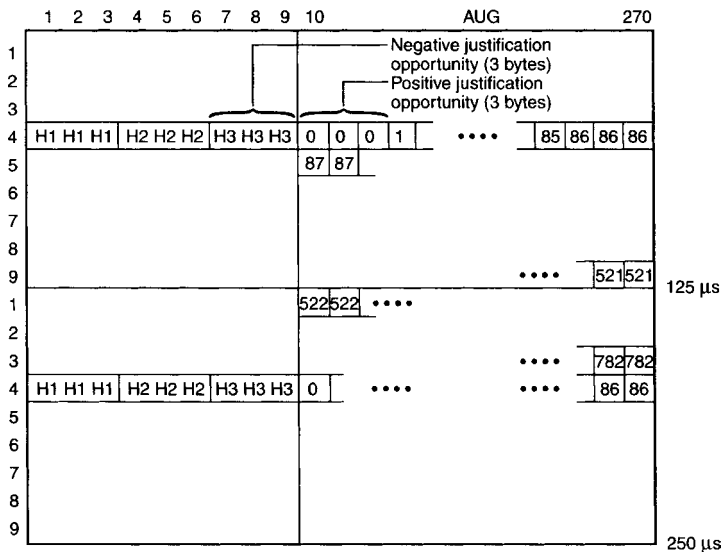 1 2 3 4 5 6 7 8 9 10 AUG 270
1
Negative justification
opportunity (3 bytes)
2
Positive justification
opportunity (3 bytes)
3
4 H1 H1 H1 H2 H2 H2 H3 H3 H3 0 0 0 1 •••• 85 86 86 86
5 87 87
6
7
8
9 •••• 521 521
125 μs
1 522 522 ••••
2
3 •••• 782 782
4 H1 H1 H1 H2 H2 H2 H3 H3 H3 0 •••• •••• 86 86
5
6
7
8
9
250 μs